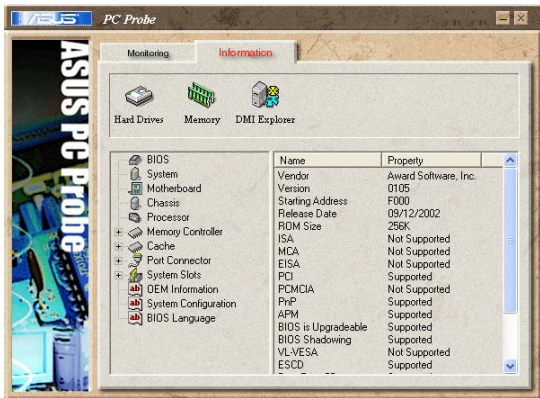 ASUS PC Probe
Monitoring Information
Hard Drives Memory DMI Explorer
ASUS PC Probe
BIOS
System
Motherboard
Chassis
Processor
Memory Controller
Cache
Port Connector
System Slots
OEM Information
System Configuration
BIOS Language
Name Property
Vendor Award Software, Inc.
Version 0105
Starting Address F000
Release Date 09/12/2002
ROM Size 256K
ISA Not Supported
MCA Not Supported
EISA Not Supported
PCI Supported
PCMCIA Not Supported
PnP Supported
APM Supported
BIOS is Upgradeable Supported
BIOS Shadowing Supported
VL-VESA Not Supported
ESCD Supported